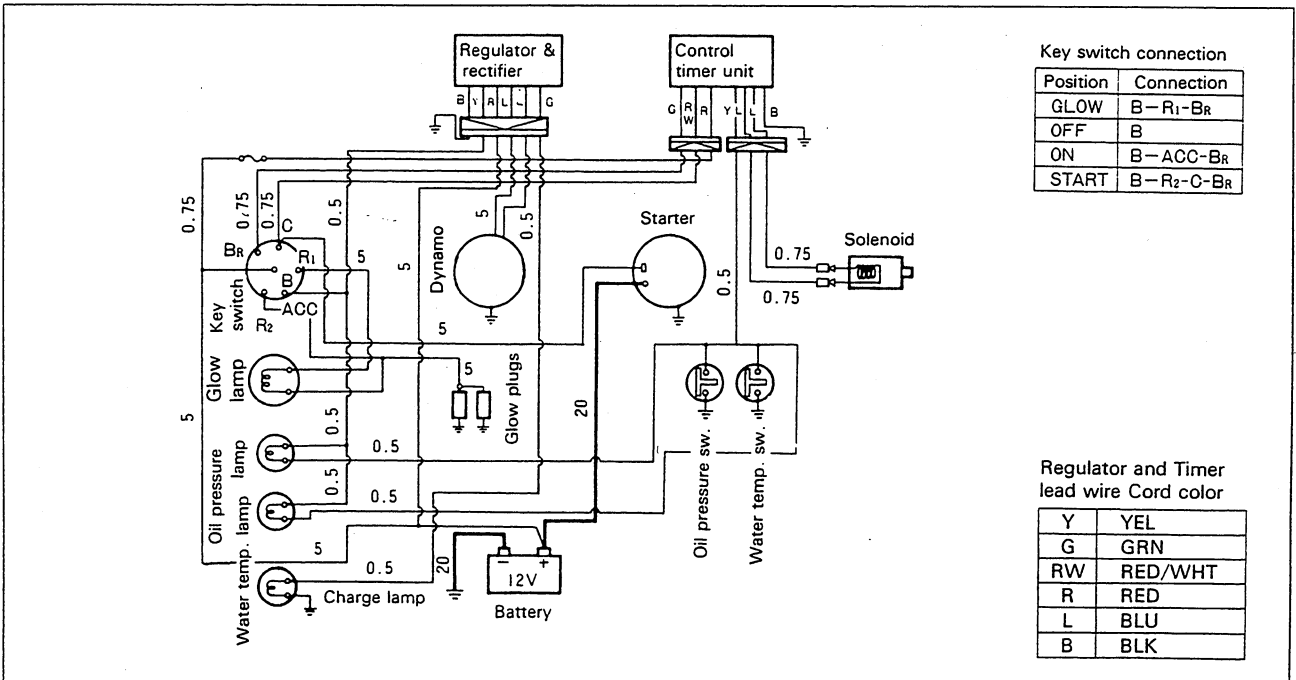 Regulator &
rectifier
B Y R L L G
Control
timer unit
G RW R Y L L B
Key switch connection
Position Connection
GLOW B—R1-BR
OFF B
ON B—ACC-BR
START B—R2-C-BR
0.75
0.75
0.75
0.5
C
BR
R1
B
ACC
R2
Key
switch
5
5
Dynamo
5
0.5
Starter
0.5
0.75
0.75
Solenoid
5
5
Glow
lamp
Glow plugs
20
5
0.5
0.5
Oil pressure
lamp
0.5
0.5
Water temp. lamp
5
0.5
Charge lamp
20
− +
12V
Battery
Oil pressure sw.
Water temp. sw.
Regulator and Timer
lead wire Cord color
Y YEL
G GRN
RW RED/WHT
R RED
L BLU
B BLK